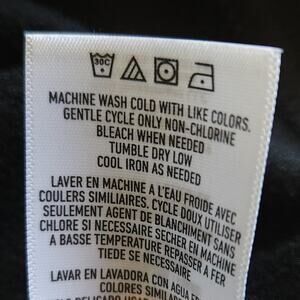 30C
MACHINE WASH COLD WITH LIKE COLORS.
GENTLE CYCLE ONLY NON-CHLORINE
BLEACH WHEN NEEDED
TUMBLE DRY LOW
COOL IRON AS NEEDED
LAVER EN MACHINE A L'EAU FROIDE AVEC
COULERS SIMILIAIRES. CYCLE DOUX UTILISER
SEULEMENT AGENT DE BLANCHIMENT SANS
CHLORE SI NECESSAIRE SECHER EN MACHINE
A BASSE TEMPERATURE REPASSER A FER
TIEDE SE NECESSAIRE
LAVAR EN LAVADORA CON AGUA
DELICADO